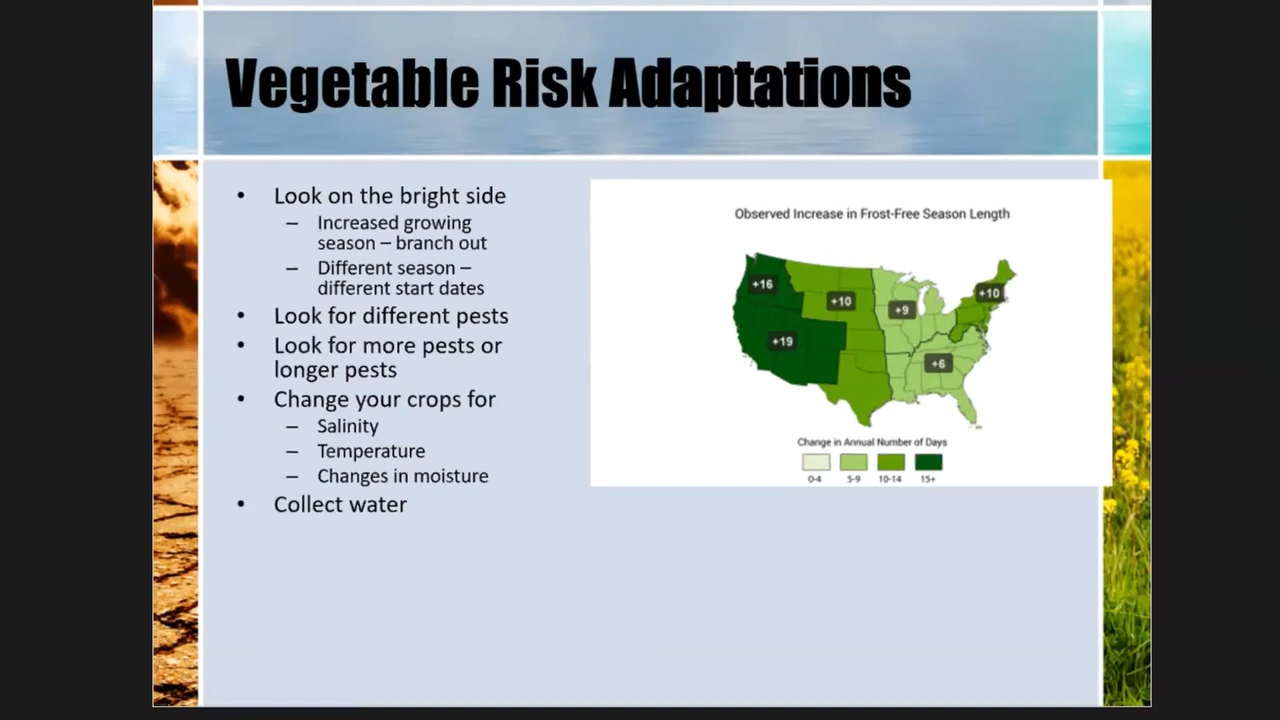 Vegetable Risk Adaptations
• Look on the bright side
– Increased growing
season – branch out
– Different season –
different start dates
• Look for different pests
• Look for more pests or
longer pests
• Change your crops for
– Salinity
– Temperature
– Changes in moisture
• Collect water
Observed Increase in Frost-Free Season Length
+16
+10
+9
+10
+19
+6
Change in Annual Number of Days
0-4 5-9 10-14 15+